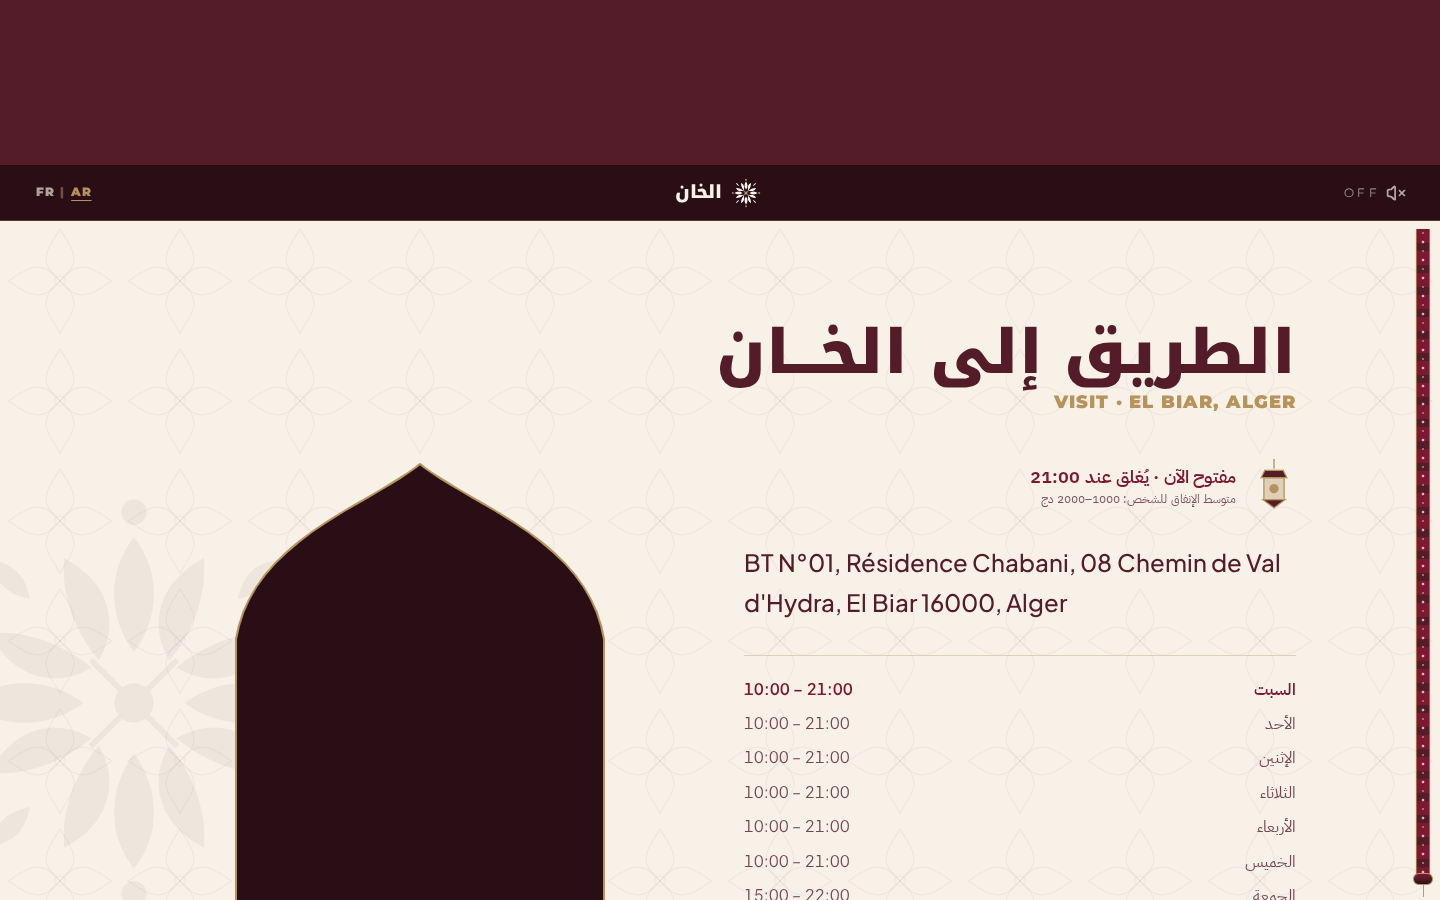 FR | AR
الخان
OFF
الطريق إلى الخـان
VISIT · EL BIAR, ALGER
مفتوح الآن · يُغلق عند 21:00
متوسط الإنفاق للشخص: 1000–2000 دج
BT N°01, Résidence Chabani, 08 Chemin de Val
d'Hydra, El Biar 16000, Alger
السبت 10:00 – 21:00
الأحد 10:00 – 21:00
الإثنين 10:00 – 21:00
الثلاثاء 10:00 – 21:00
الأربعاء 10:00 – 21:00
الخميس 10:00 – 21:00
الجمعة 15:00 – 22:00